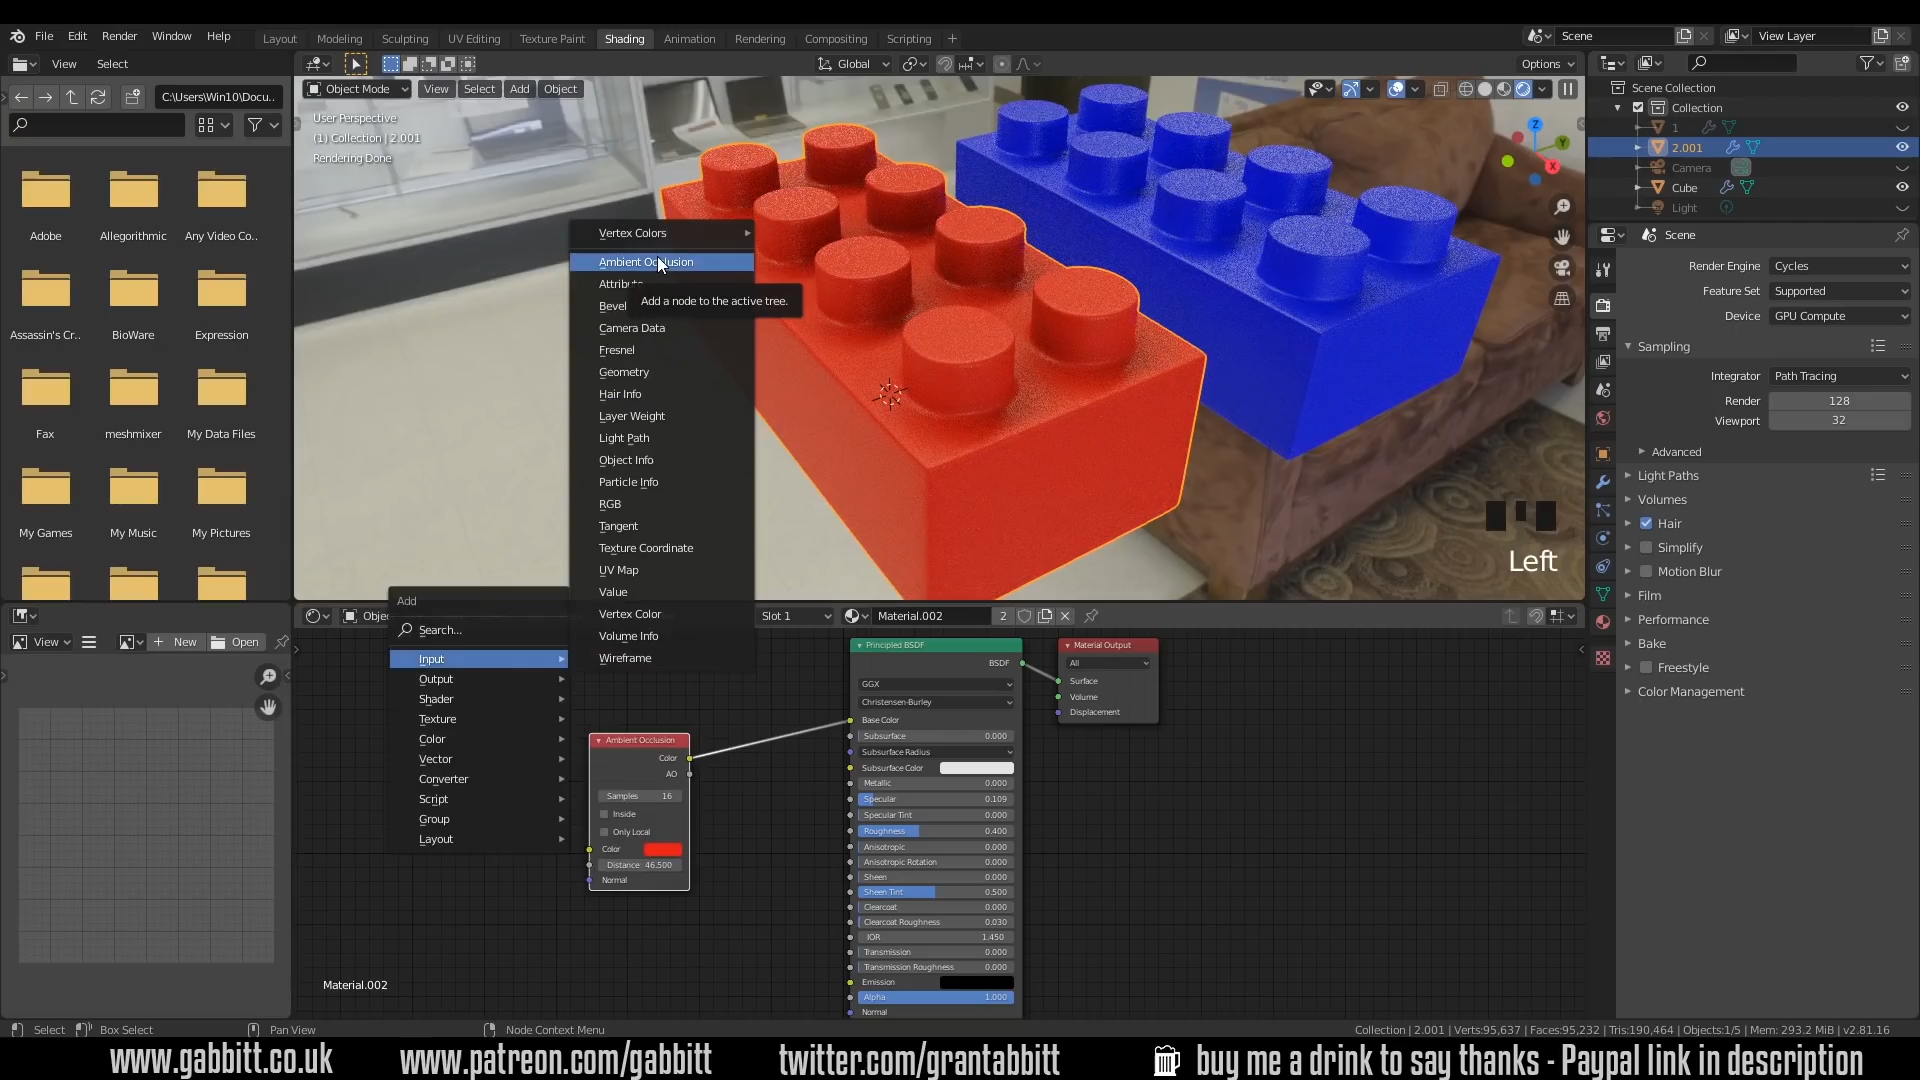 File Edit Render Window Help
Layout Modeling Sculpting UV Editing Texture Paint Shading Animation Rendering Compositing Scripting
Scene
View Layer
View Select
C:\Users\Win10\Docu..
Adobe Allegorithmic Any Video Co..
Assassin's Cr.. BioWare Expression
Fax meshmixer My Data Files
My Games My Music My Pictures
Global
Options
Object Mode View Select Add Object
User Perspective
(1) Collection | 2.001
Rendering Done
Left
Vertex Colors
Ambient Occlusion
Attribute
Bevel
Add a node to the active tree.
Camera Data
Fresnel
Geometry
Hair Info
Layer Weight
Light Path
Object Info
Particle Info
RGB
Tangent
Texture Coordinate
UV Map
Value
Vertex Color
Volume Info
Wireframe
Add
Search...
Input
Output
Shader
Texture
Color
Vector
Converter
Script
Group
Layout
Scene Collection
Collection
1
2.001
Camera
Cube
Light
Scene
Render Engine Cycles
Feature Set Supported
Device GPU Compute
Sampling
Integrator Path Tracing
Render 128
Viewport 32
Advanced
Light Paths
Volumes
Hair
Simplify
Motion Blur
Film
Performance
Bake
Freestyle
Color Management
View New Open
Objec
Slot 1
Material.002 2
Ambient Occlusion
Color
AO
Samples 16
Inside
Only Local
Color
Distance 46.500
Normal
Principled BSDF
BSDF
GGX
Christensen-Burley
Base Color
Subsurface 0.000
Subsurface Radius
Subsurface Color
Metallic 0.000
Specular 0.109
Specular Tint 0.000
Roughness 0.400
Anisotropic 0.000
Anisotropic Rotation 0.000
Sheen 0.000
Sheen Tint 0.500
Clearcoat 0.000
Clearcoat Roughness 0.030
IOR 1.450
Transmission 0.000
Transmission Roughness 0.000
Emission
Alpha 1.000
Normal
Material Output
All
Surface
Volume
Displacement
Material.002
Select Box Select Pan View Node Context Menu
Collection | 2.001 | Verts:95,637 | Faces:95,232 | Tris:190,464 | Objects:1/5 | Mem: 293.2 MiB | v2.81.16
www.gabbitt.co.uk www.patreon.com/gabbitt twitter.com/grantabbitt buy me a drink to say thanks - Paypal link in description